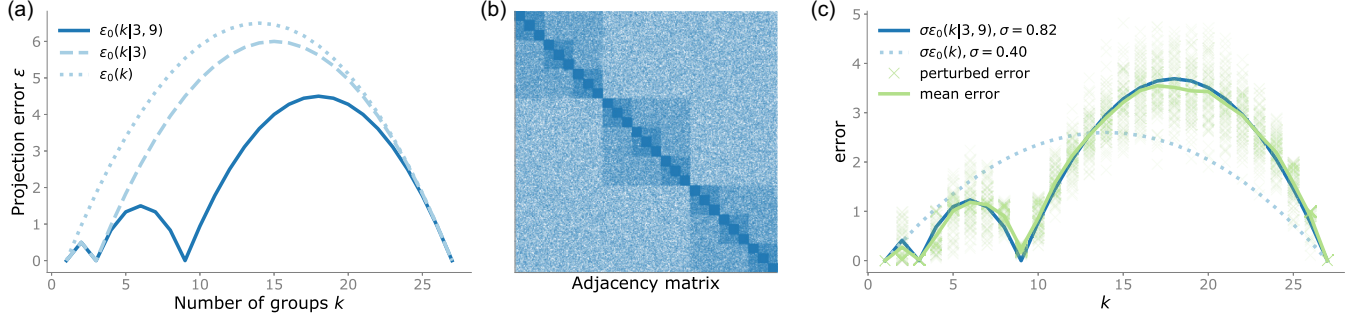 (a)
Projection error ε
6
5
4
3
2
1
0
ε₀(k|3, 9)
ε₀(k|3)
ε₀(k)
0 5 10 15 20 25
Number of groups k
(b)
Adjacency matrix
(c)
error
5
4
3
2
1
0
σε₀(k|3, 9), σ = 0.82
σε₀(k), σ = 0.40
perturbed error
mean error
0 5 10 15 20 25
k